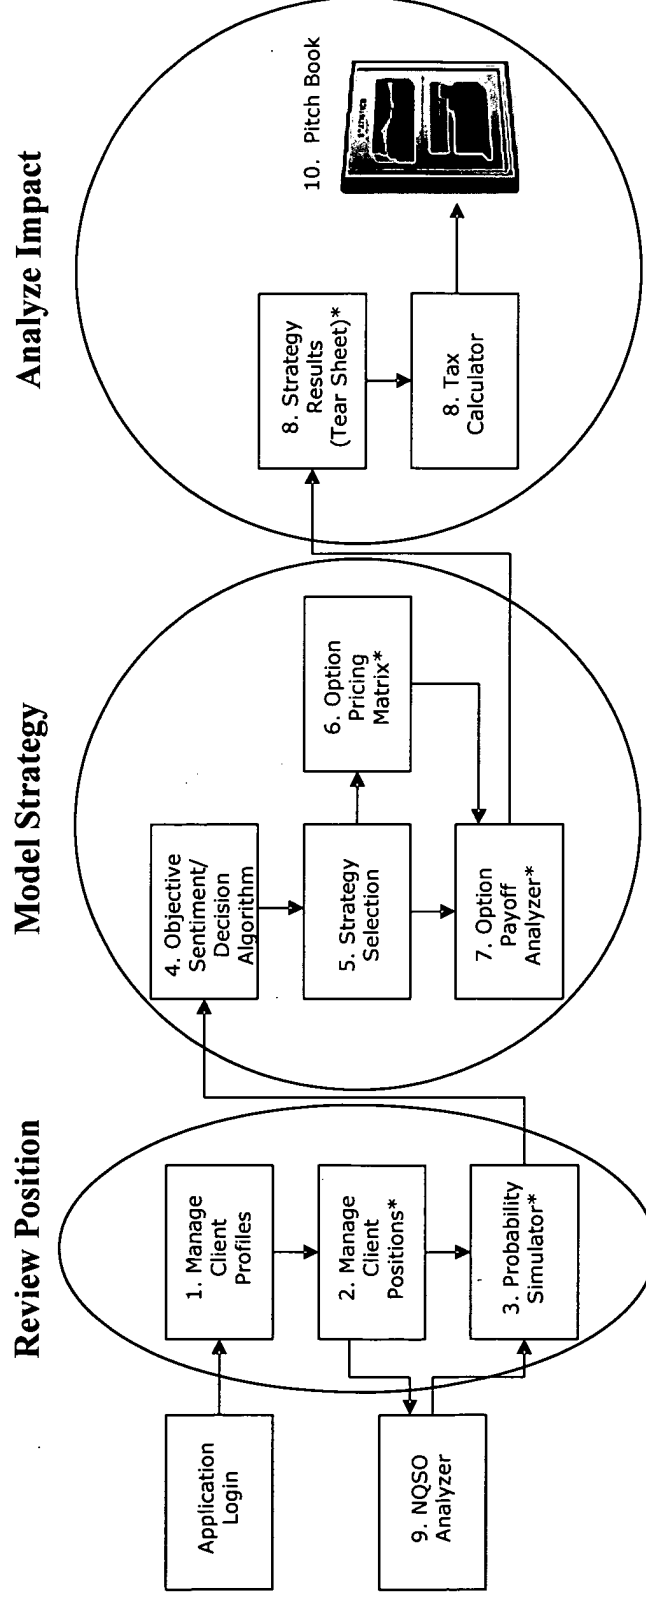 Review Position
Model Strategy
Analyze Impact
Application
Login
1. Manage
Client
Profiles
2. Manage
Client
Positions*
9. NQSO
Analyzer
3. Probability
Simulator*
4. Objective
Sentiment/
Decision
Algorithm
5. Strategy
Selection
6. Option
Pricing
Matrix*
7. Option
Payoff
Analyzer*
8. Strategy
Results
(Tear Sheet)*
8. Tax
Calculator
10. Pitch Book